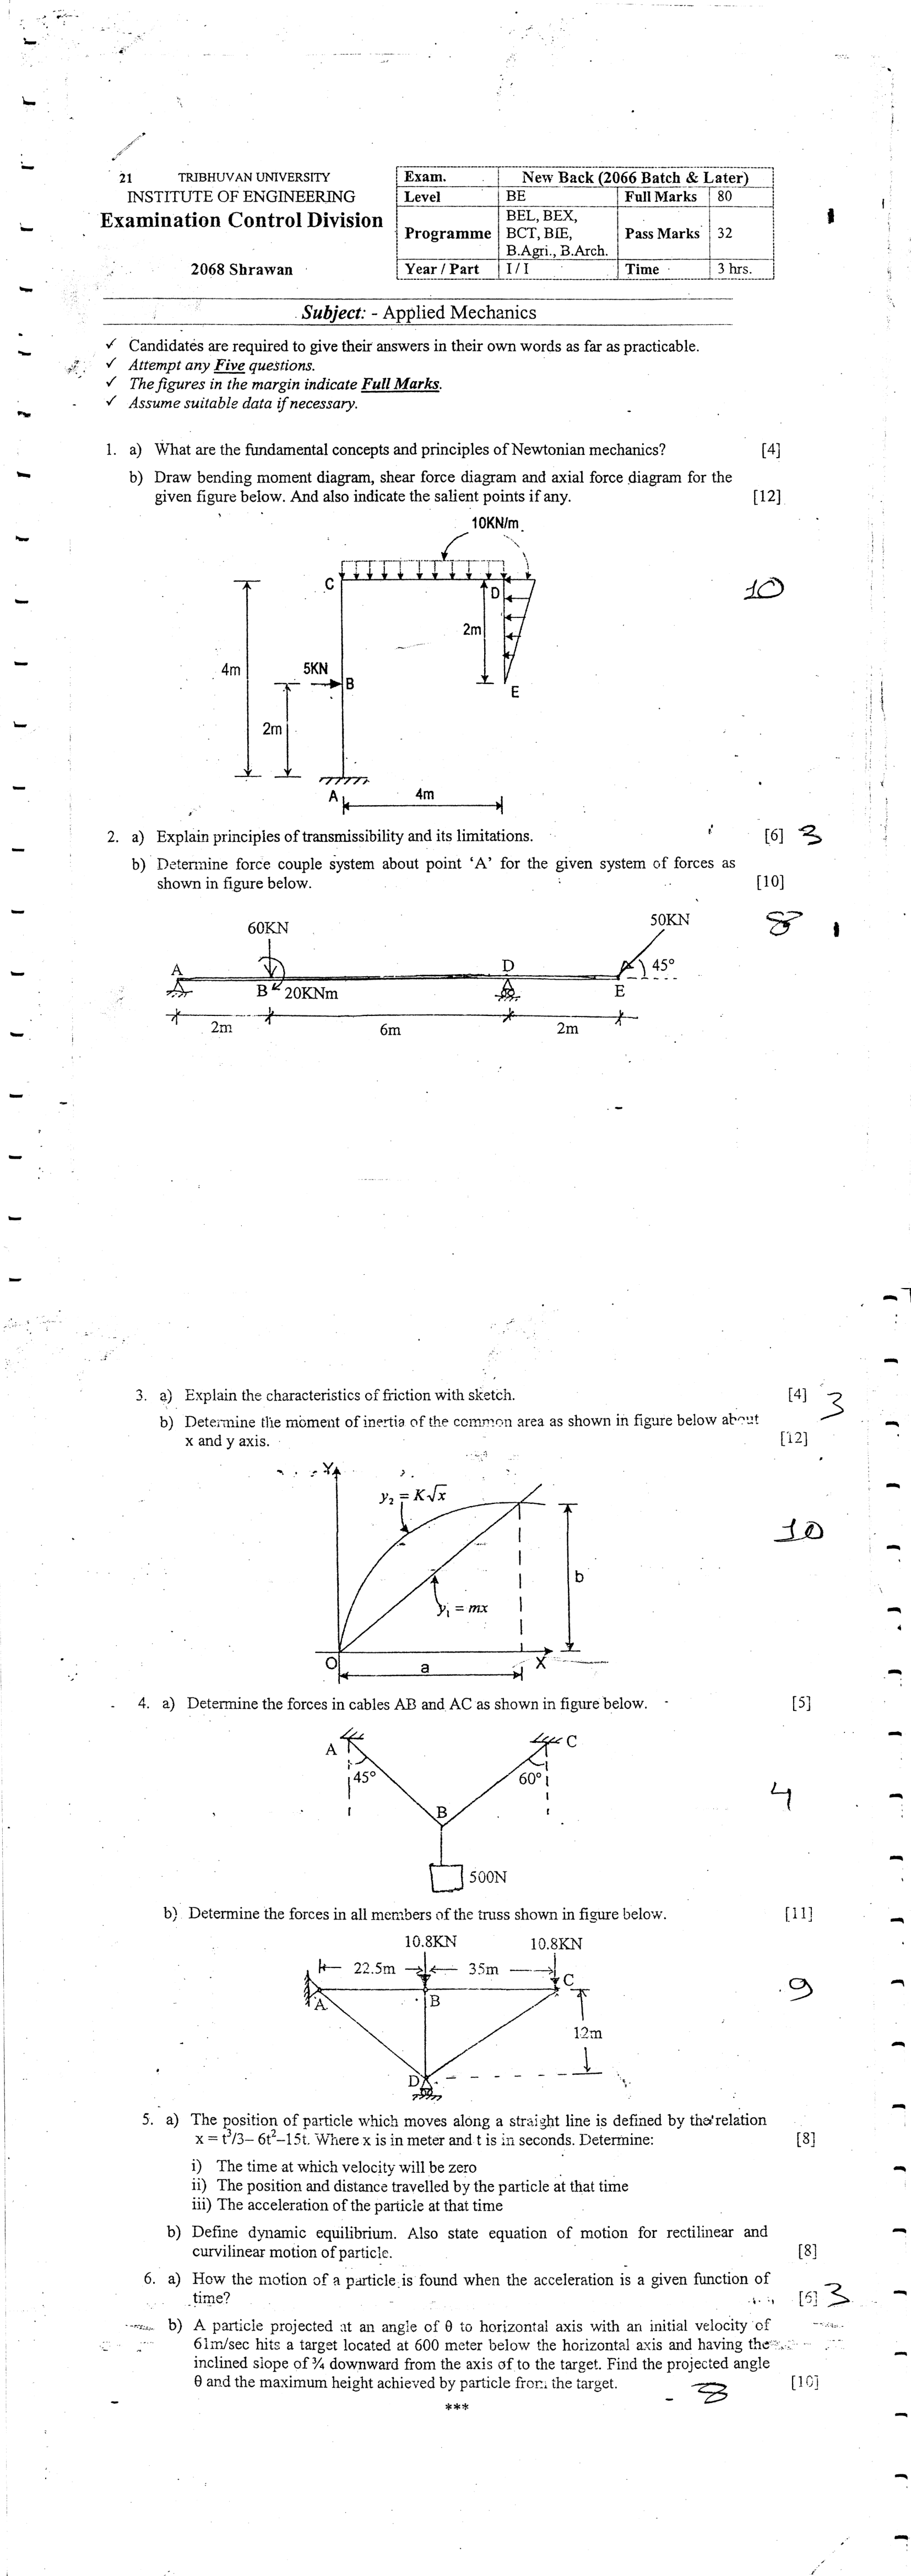 21 TRIBHUVAN UNIVERSITY
INSTITUTE OF ENGINEERING
Examination Control Division
2068 Shrawan
Exam. New Back (2066 Batch & Later)
Level BE Full Marks 80
Programme BEL, BEX, BCT, BIE, B.Agri., B.Arch. Pass Marks 32
Year / Part I / I Time 3 hrs.
Subject: - Applied Mechanics
✓ Candidates are required to give their answers in their own words as far as practicable.
✓ Attempt any Five questions.
✓ The figures in the margin indicate Full Marks.
✓ Assume suitable data if necessary.
1. a) What are the fundamental concepts and principles of Newtonian mechanics? [4]
b) Draw bending moment diagram, shear force diagram and axial force diagram for the
given figure below. And also indicate the salient points if any. [12]
10KN/m
C
D
10
2m
4m
5KN
B
E
2m
A
4m
2. a) Explain principles of transmissibility and its limitations. [6] 3
b) Determine force couple system about point ‘A’ for the given system of forces as
shown in figure below. [10]
60KN
50KN
8
A
D
45°
B
20KNm
E
2m
6m
2m
3. a) Explain the characteristics of friction with sketch. [4] 3
b) Determine the moment of inertia of the common area as shown in figure below about
x and y axis. [12]
Y
y₂ = K√x
10
b
y₁ = mx
O
a
X
4. a) Determine the forces in cables AB and AC as shown in figure below. [5]
A
C
45°
60°
4
B
500N
b) Determine the forces in all members of the truss shown in figure below. [11]
10.8KN
10.8KN
22.5m
35m
C
9
A
B
12m
D
5. a) The position of particle which moves along a straight line is defined by the relation
x = t³/3– 6t²–15t. Where x is in meter and t is in seconds. Determine: [8]
i) The time at which velocity will be zero
ii) The position and distance travelled by the particle at that time
iii) The acceleration of the particle at that time
b) Define dynamic equilibrium. Also state equation of motion for rectilinear and
curvilinear motion of particle. [8]
6. a) How the motion of a particle is found when the acceleration is a given function of
time? [6] 3
b) A particle projected at an angle of θ to horizontal axis with an initial velocity of
61m/sec hits a target located at 600 meter below the horizontal axis and having the
inclined slope of ¾ downward from the axis of to the target. Find the projected angle
θ and the maximum height achieved by particle from the target. [10]
8
***